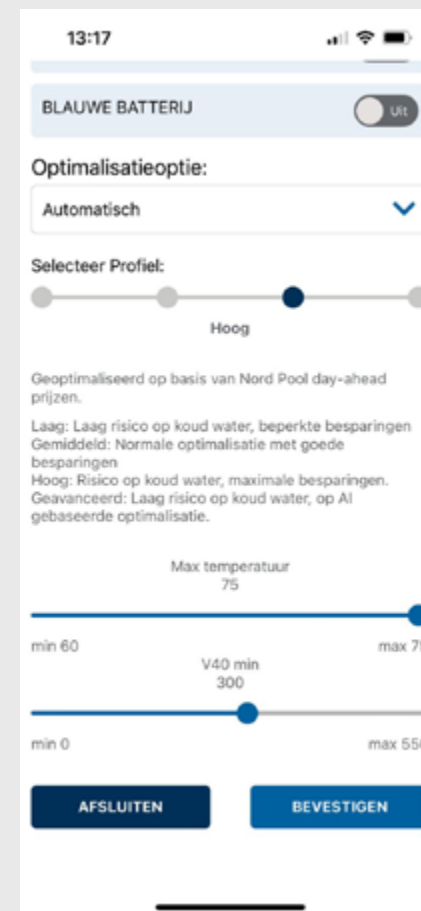 13:17
BLAUWE BATTERIJ
Uit
Optimalisatieoptie:
Automatisch
Selecteer Profiel:
Hoog
Geoptimaliseerd op basis van Nord Pool day-ahead
prijzen.
Laag: Laag risico op koud water, beperkte besparingen
Gemiddeld: Normale optimalisatie met goede
besparingen
Hoog: Risico op koud water, maximale besparingen.
Geavanceerd: Laag risico op koud water, op AI
gebaseerde optimalisatie.
Max temperatuur
75
min 60
max
V40 min
300
min 0
max
AFSLUITEN
BEVESTIGEN